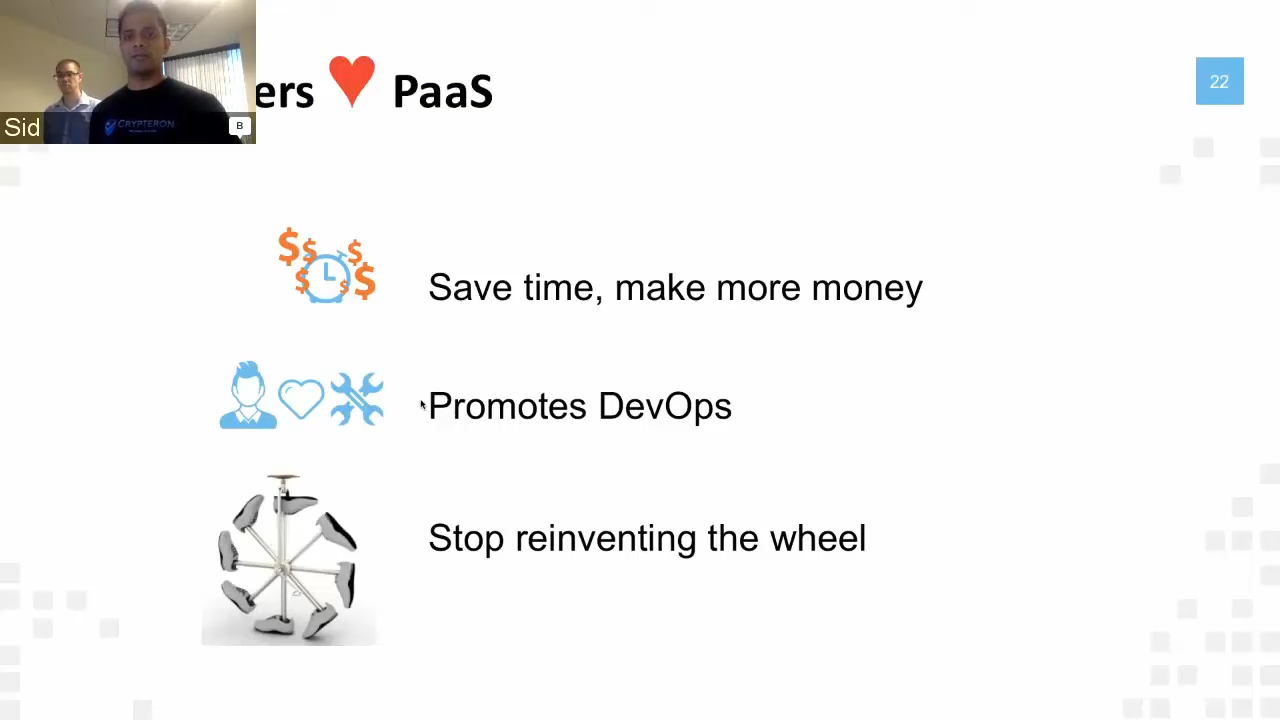 ers ♥ PaaS
22
Sid
CRYPTERON
B
Save time, make more money
Promotes DevOps
Stop reinventing the wheel